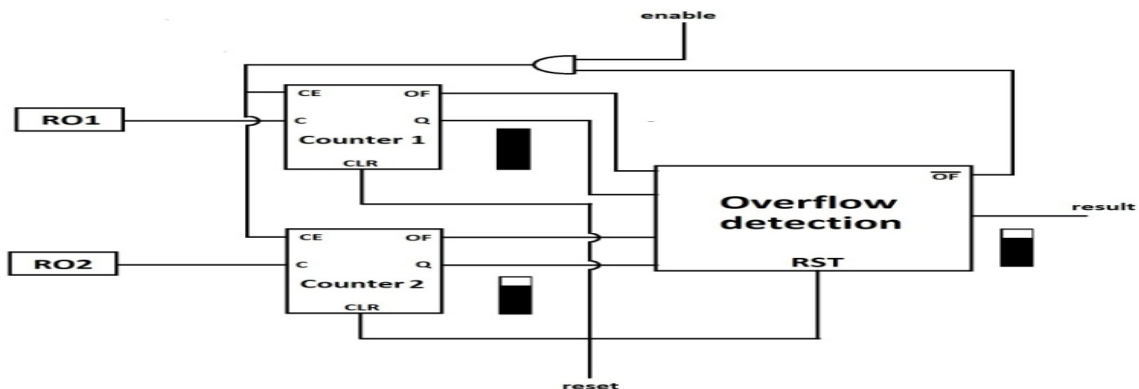 enable
CE OF
RO1
C Q
Counter 1
CLR
OF
Overflow
detection
result
RST
CE OF
RO2
C Q
Counter 2
CLR
reset